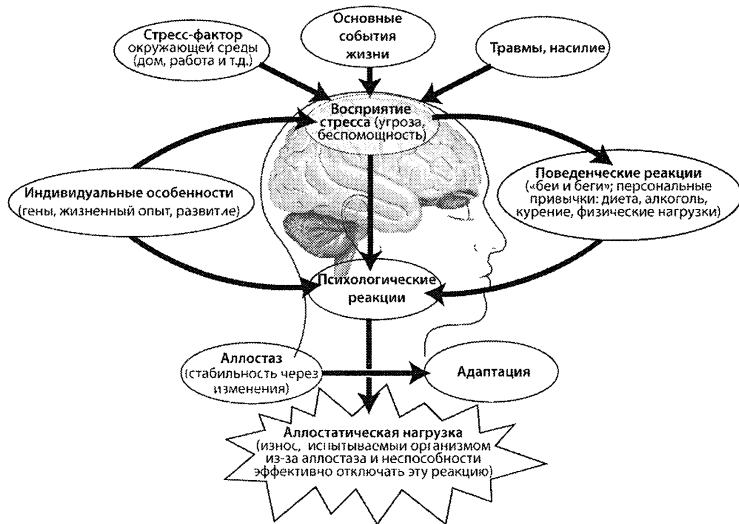 Основные
события
жизни
Стресс-фактор
окружающей среды
(дом, работа и т.д.)
Травмы, насилие
Восприятие
стресса (угроза,
беспомощность)
Индивидуальные особенности
(гены, жизненный опыт, развитие)
Поведенческие реакции
(«беи и беги»; персональные
привычки: диета, алкоголь,
курение, физические нагрузки)
Психологические
реакции
Аллостаз
(стабильность через
изменения)
Адаптация
Аллостатическая нагрузка
(износ, испытываемыи организмом
из-за аллостаза и неспособности
эффективно отключать эту реакцию)